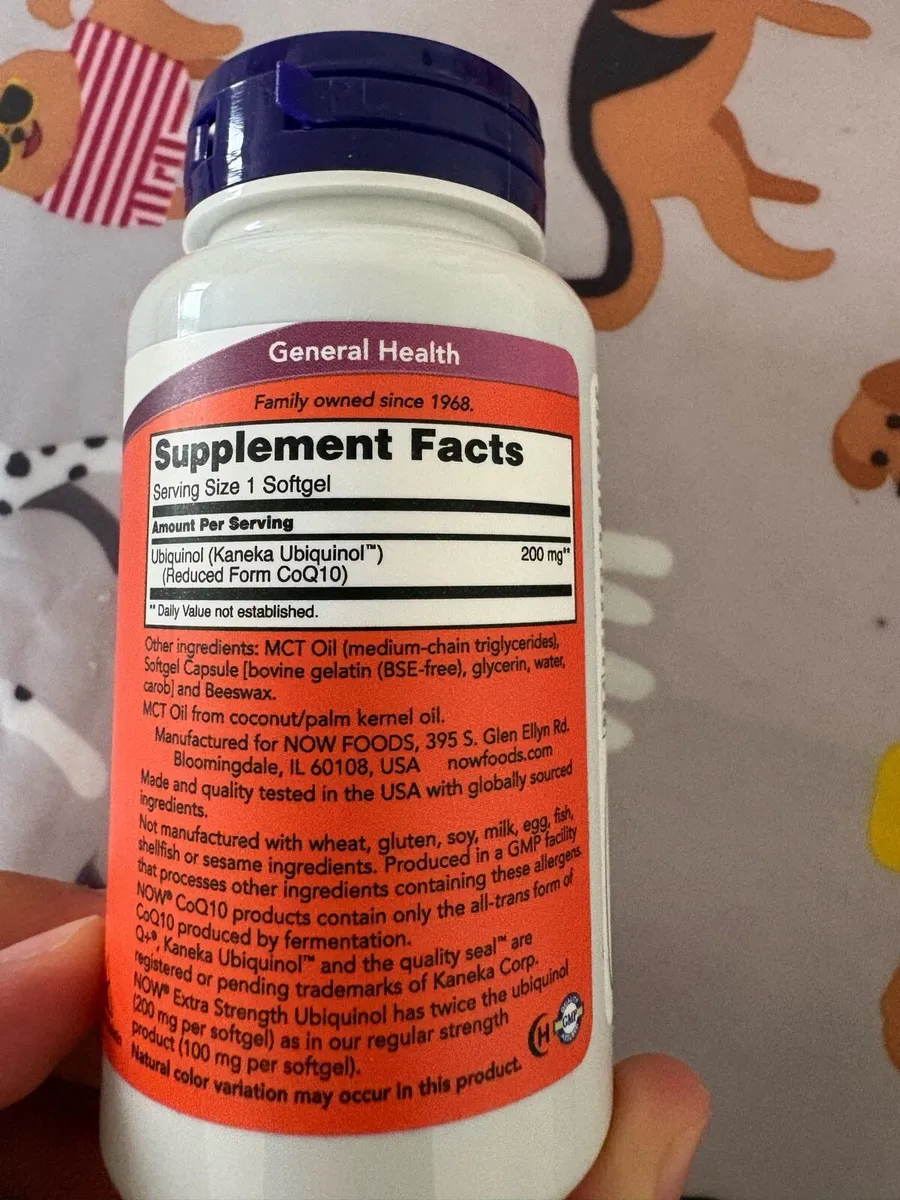 General Health
Family owned since 1968.
Supplement Facts
Serving Size 1 Softgel
Amount Per Serving
Ubiquinol (Kaneka Ubiquinol™) 200 mg**
(Reduced Form CoQ10)
** Daily Value not established.
Other ingredients: MCT Oil (medium-chain triglycerides),
Softgel Capsule [bovine gelatin (BSE-free), glycerin, water,
carob] and Beeswax.
MCT Oil from coconut/palm kernel oil.
Manufactured for NOW FOODS, 395 S. Glen Ellyn Rd.
Bloomingdale, IL 60108, USA nowfoods.com
Made and quality tested in the USA with globally sourced
ingredients.
Not manufactured with wheat, gluten, soy, milk, egg, fish,
shellfish or sesame ingredients. Produced in a GMP facility
that processes other ingredients containing these allergens.
NOW® CoQ10 products contain only the all-trans form of
CoQ10 produced by fermentation.
Q+®, Kaneka Ubiquinol™ and the quality seal™ are
registered or pending trademarks of Kaneka Corp.
NOW® Extra Strength Ubiquinol has twice the ubiquinol
(200 mg per softgel) as in our regular strength
product (100 mg per softgel).
Natural color variation may occur in this product.
H
GMP